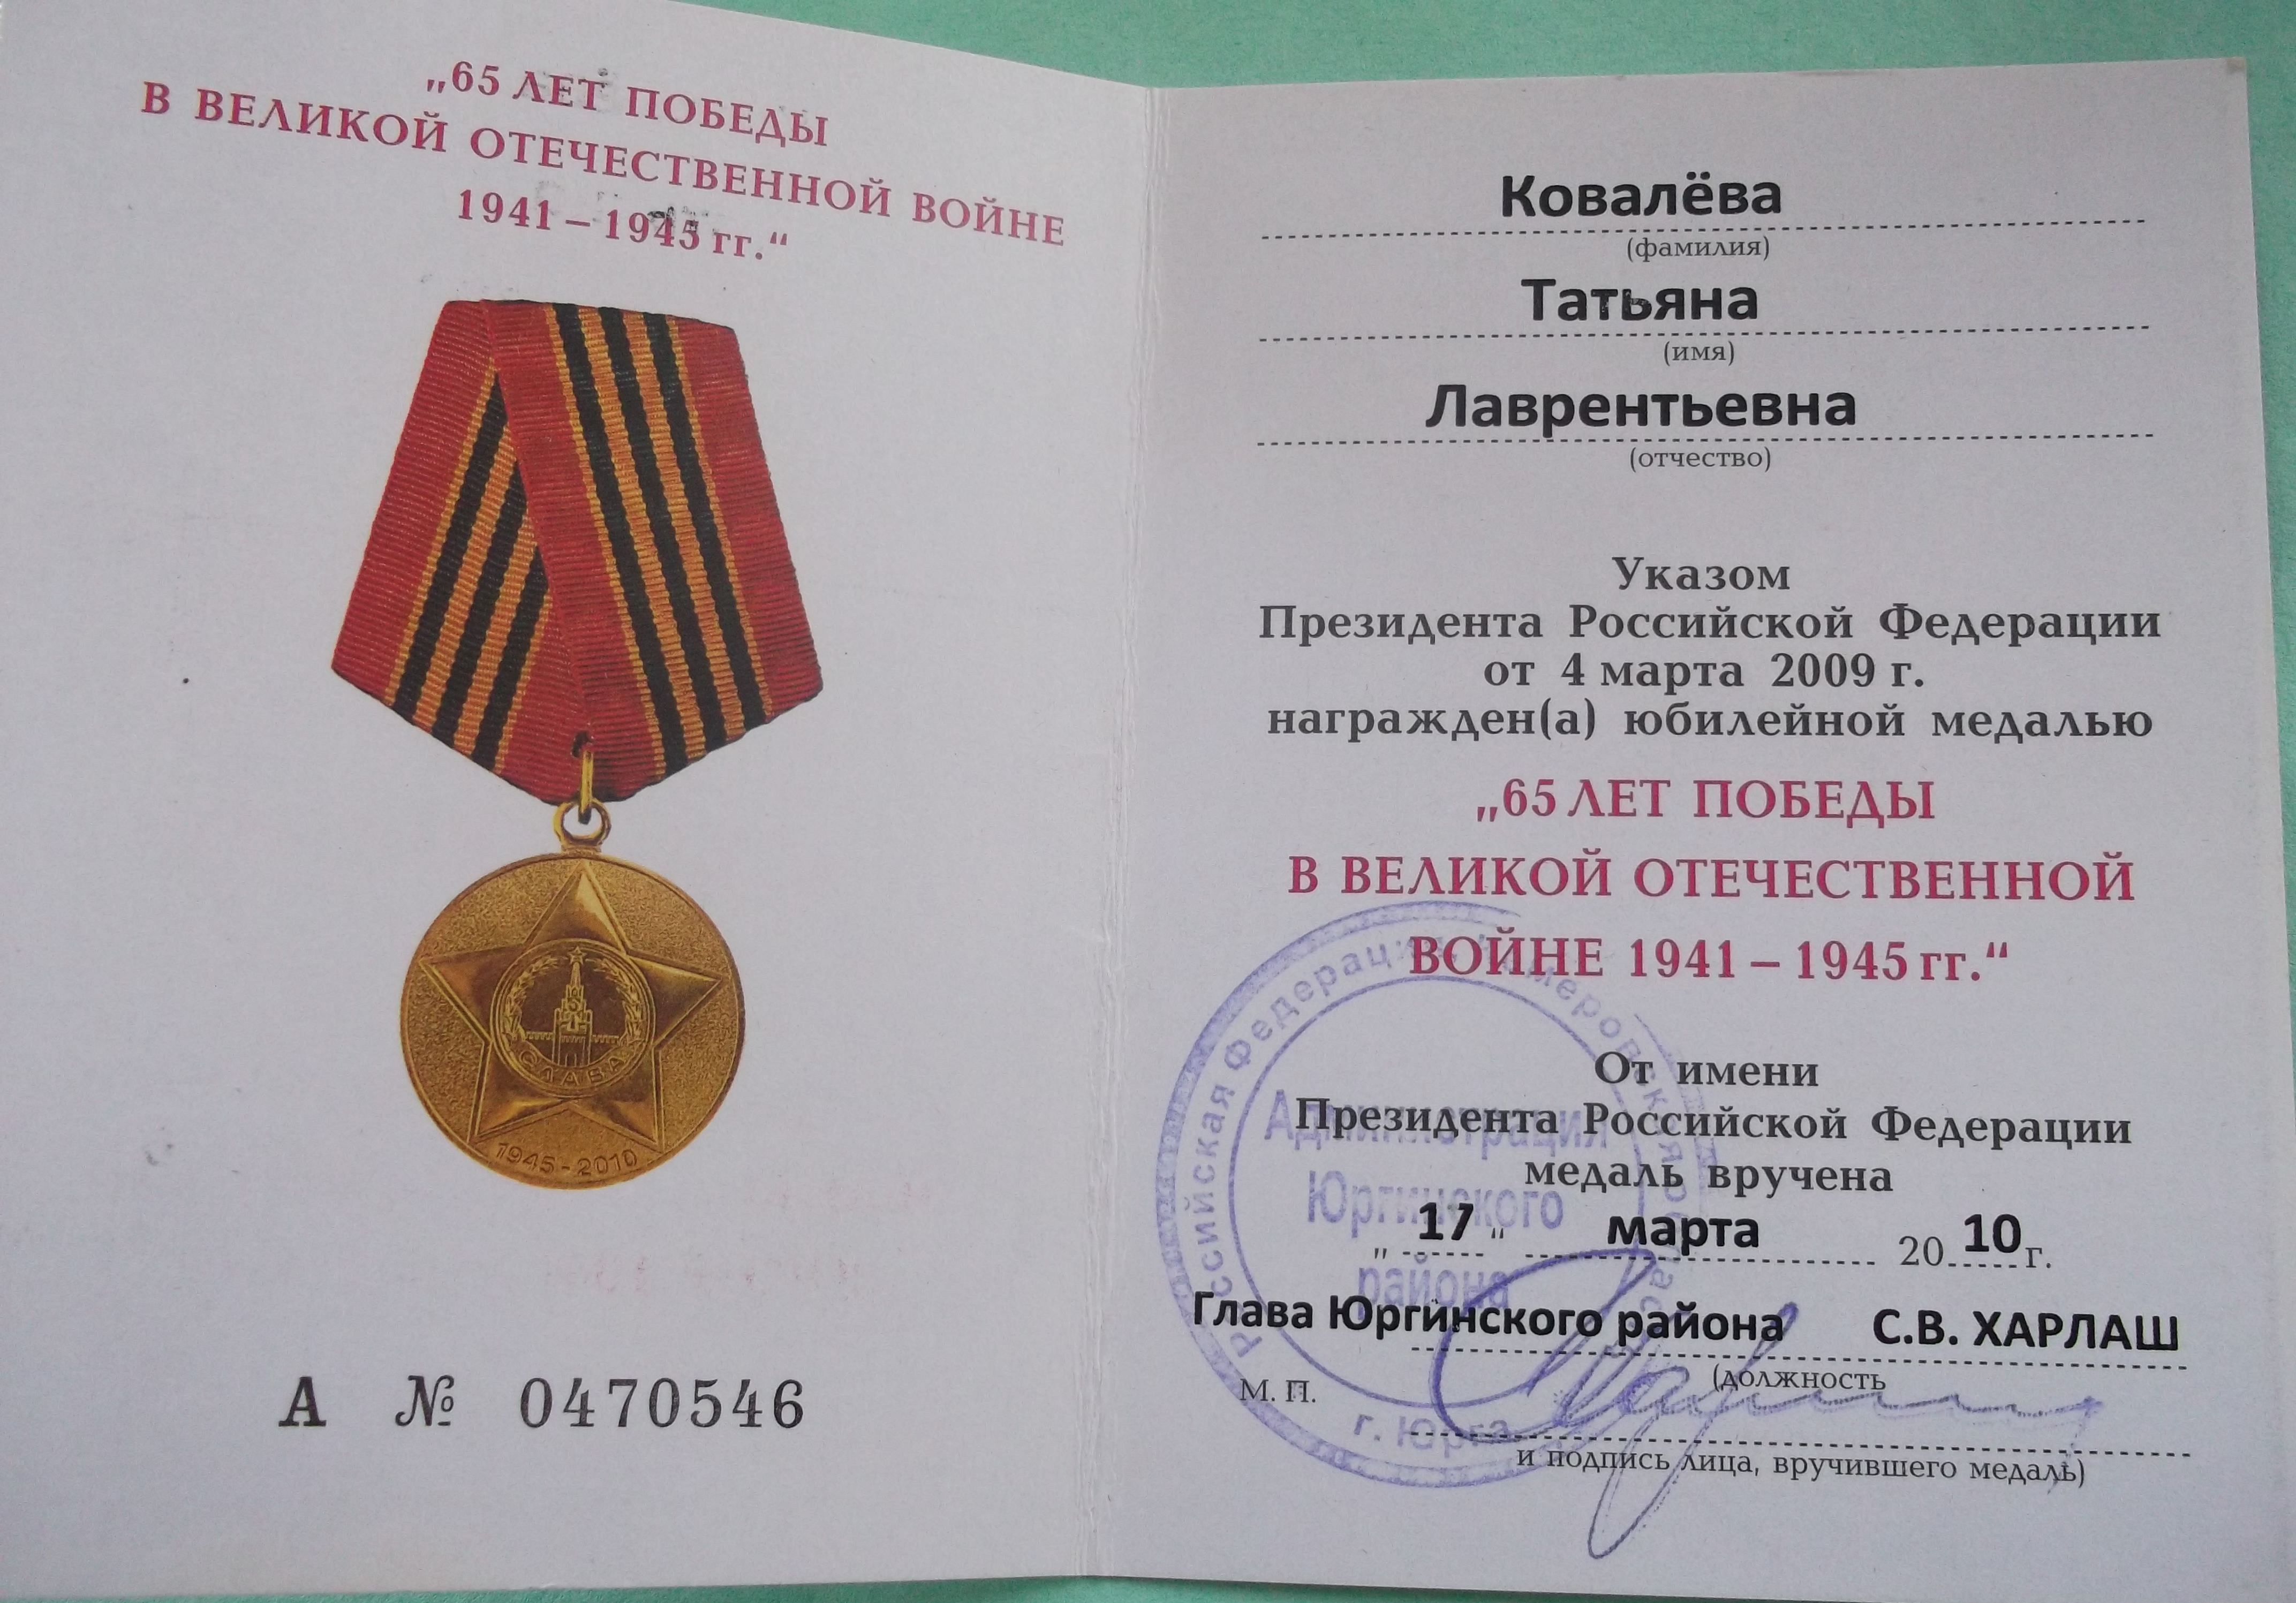 „65 ЛЕТ ПОБЕДЫ
В ВЕЛИКОЙ ОТЕЧЕСТВЕННОЙ ВОЙНЕ
1941 – 1945 гг.“
СЛАВА
1945-2010
А № 0470546
Ковалёва
(фамилия)
Татьяна
(имя)
Лаврентьевна
(отчество)
Указом
Президента Российской Федерации
от 4 марта 2009 г.
награжден(а) юбилейной медалью
„65 ЛЕТ ПОБЕДЫ
В ВЕЛИКОЙ ОТЕЧЕСТВЕННОЙ
ВОЙНЕ 1941 – 1945 гг.“
От имени
Президента Российской Федерации
медаль вручена
„17“ марта 2010 г.
Глава Юргинского района С.В. ХАРЛАШ
(должность
М. П.
и подпись лица, вручившего медаль)
Российская Федерация
Кемеровская область
Администрация
Юргинского
района
г. Юрга